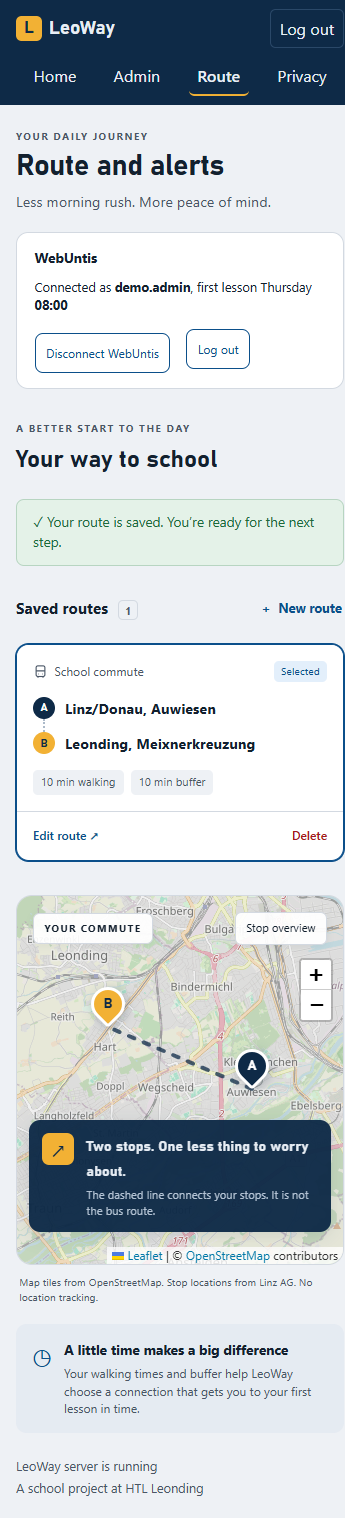 L LeoWay
Log out
Home Admin Route Privacy
YOUR DAILY JOURNEY
Route and alerts
Less morning rush. More peace of mind.
WebUntis
Connected as demo.admin, first lesson Thursday
08:00
Disconnect WebUntis
Log out
A BETTER START TO THE DAY
Your way to school
✓ Your route is saved. You're ready for the next
step.
Saved routes 1
+ New route
School commute
Selected
A Linz/Donau, Auwiesen
B Leonding, Meixnerkreuzung
10 min walking 10 min buffer
Edit route ↗
Delete
Froschberg
YOUR COMMUTE
Bulga
Stop overview
Leonding
+
Bindermichl
−
B
Reith
Hart
A
Doppl
Wegscheid
Auwiesen
Ebelsberg
Langholzfeld
↗
Two stops. One less thing to worry
about.
The dashed line connects your stops. It is not
the bus route.
171
Leaflet | © OpenStreetMap contributors
Map tiles from OpenStreetMap. Stop locations from Linz AG. No
location tracking.
A little time makes a big difference
Your walking times and buffer help LeoWay
choose a connection that gets you to your first
lesson in time.
LeoWay server is running
A school project at HTL Leonding